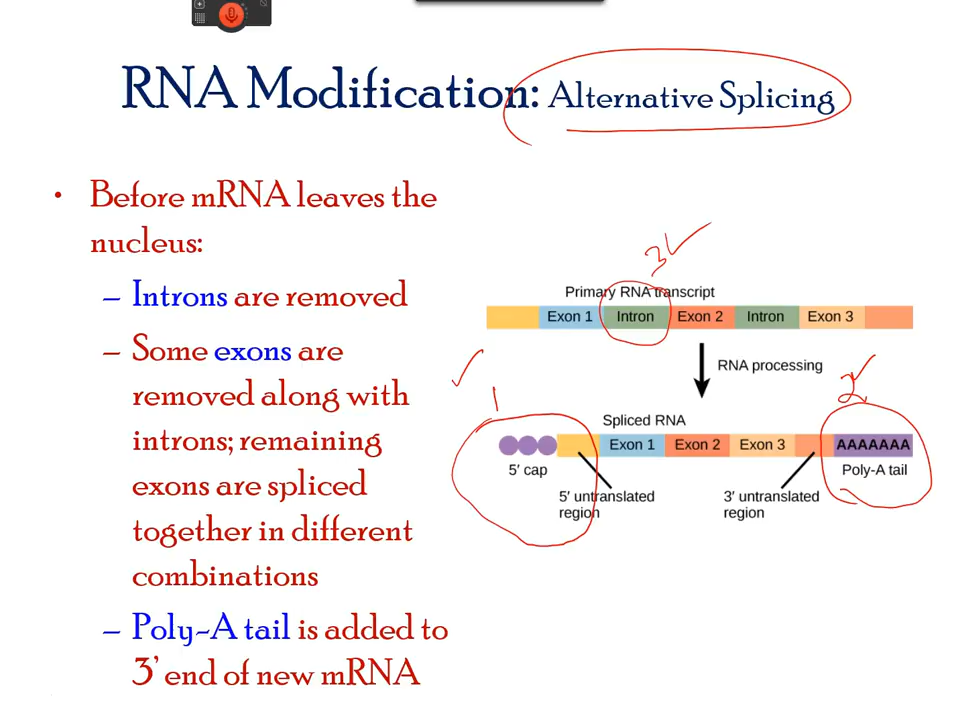 RNA Modification: Alternative Splicing
• Before mRNA leaves the
nucleus:
– Introns are removed
– Some exons are
removed along with
introns; remaining
exons are spliced
together in different
combinations
– Poly-A tail is added to
3’ end of new mRNA
3
Primary RNA transcript
Exon 1 Intron Exon 2 Intron Exon 3
RNA processing
1
2
Spliced RNA
Exon 1 Exon 2 Exon 3 AAAAAAA
5′ cap
Poly-A tail
5′ untranslated
region
3′ untranslated
region